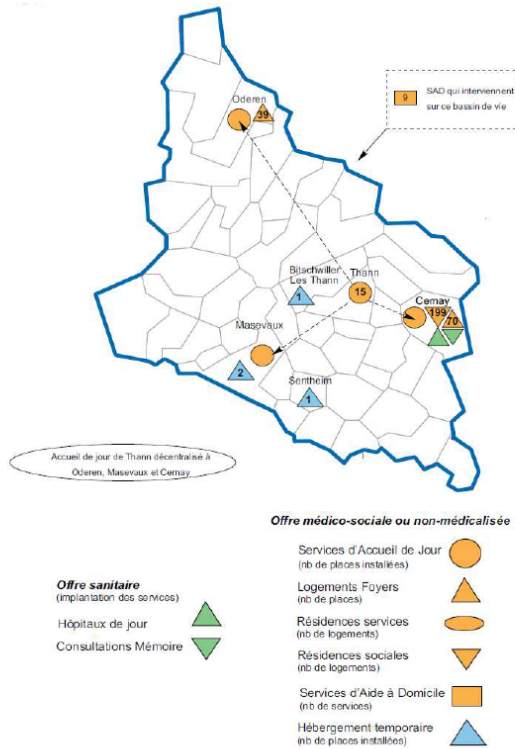 9
SAD qui interviennent
sur ce bassin de vie
Oderen
39
Bitschwiller
Les Thann
1
Thann
15
Cernay
199
70
Masevaux
2
Sentheim
1
Accueil de jour de Thann décentralisé à
Oderen, Masevaux et Cernay
Offre médico-sociale ou non-médicalisée
Services d'Accueil de Jour
(nb de places installées)
Logements Foyers
(nb de places)
Résidences services
(nb de logements)
Résidences sociales
(nb de logements)
Services d'Aide à Domicile
(nb de services)
Hébergement temporaire
(nb de places installées)
Offre sanitaire
(implantation des services)
Hôpitaux de jour
Consultations Mémoire